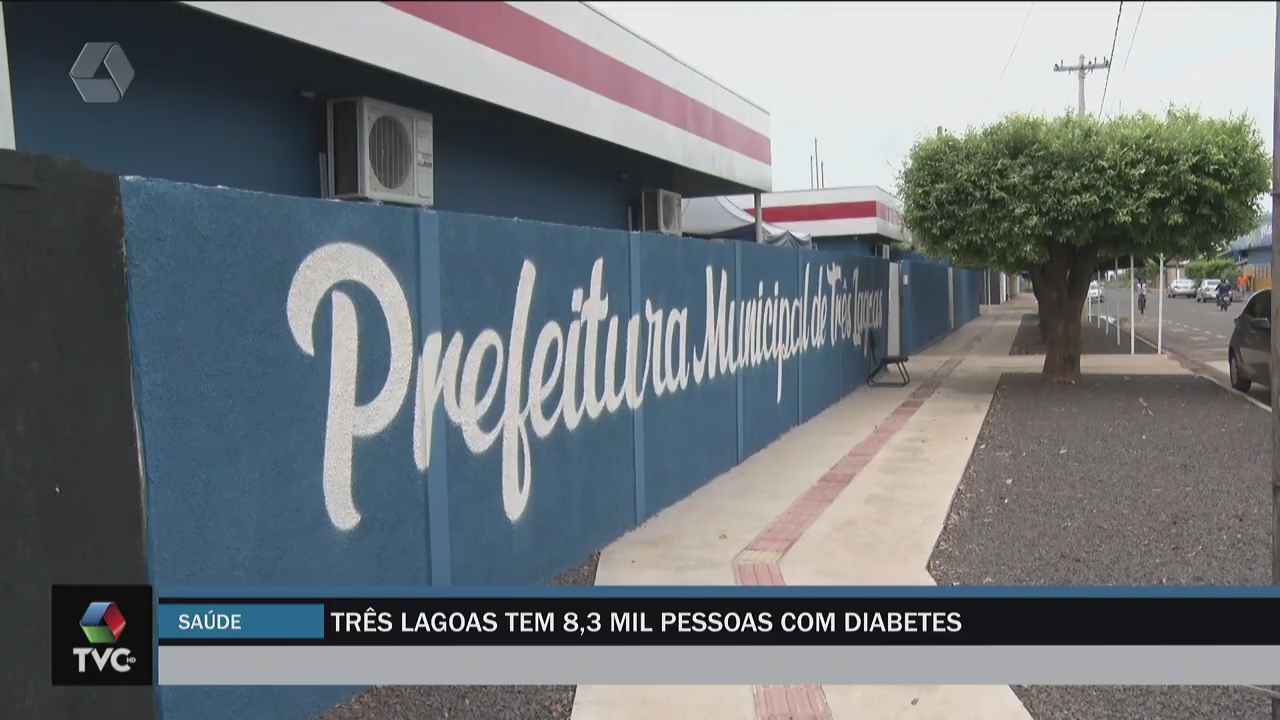 Prefeitura Municipal de Três Lagoas
SAÚDE
TRÊS LAGOAS TEM 8,3 MIL PESSOAS COM DIABETES
TVC HD